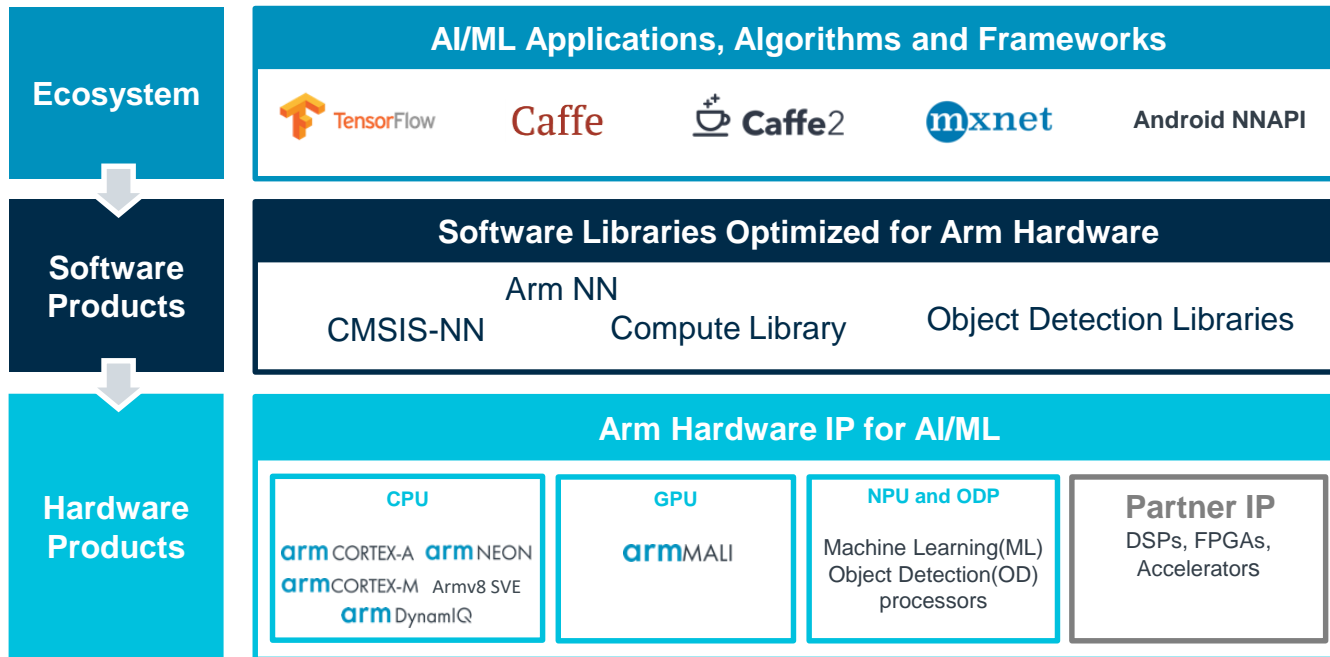 Ecosystem
AI/ML Applications, Algorithms and Frameworks
TensorFlow
Caffe
Caffe2
mxnet
Android NNAPI
Software
Products
Software Libraries Optimized for Arm Hardware
Arm NN
CMSIS-NN
Compute Library
Object Detection Libraries
Hardware
Products
Arm Hardware IP for AI/ML
CPU
arm CORTEX-A arm NEON
arm CORTEX-M Armv8 SVE
arm DynamIQ
GPU
arm MALI
NPU and ODP
Machine Learning(ML)
Object Detection(OD)
processors
Partner IP
DSPs, FPGAs,
Accelerators